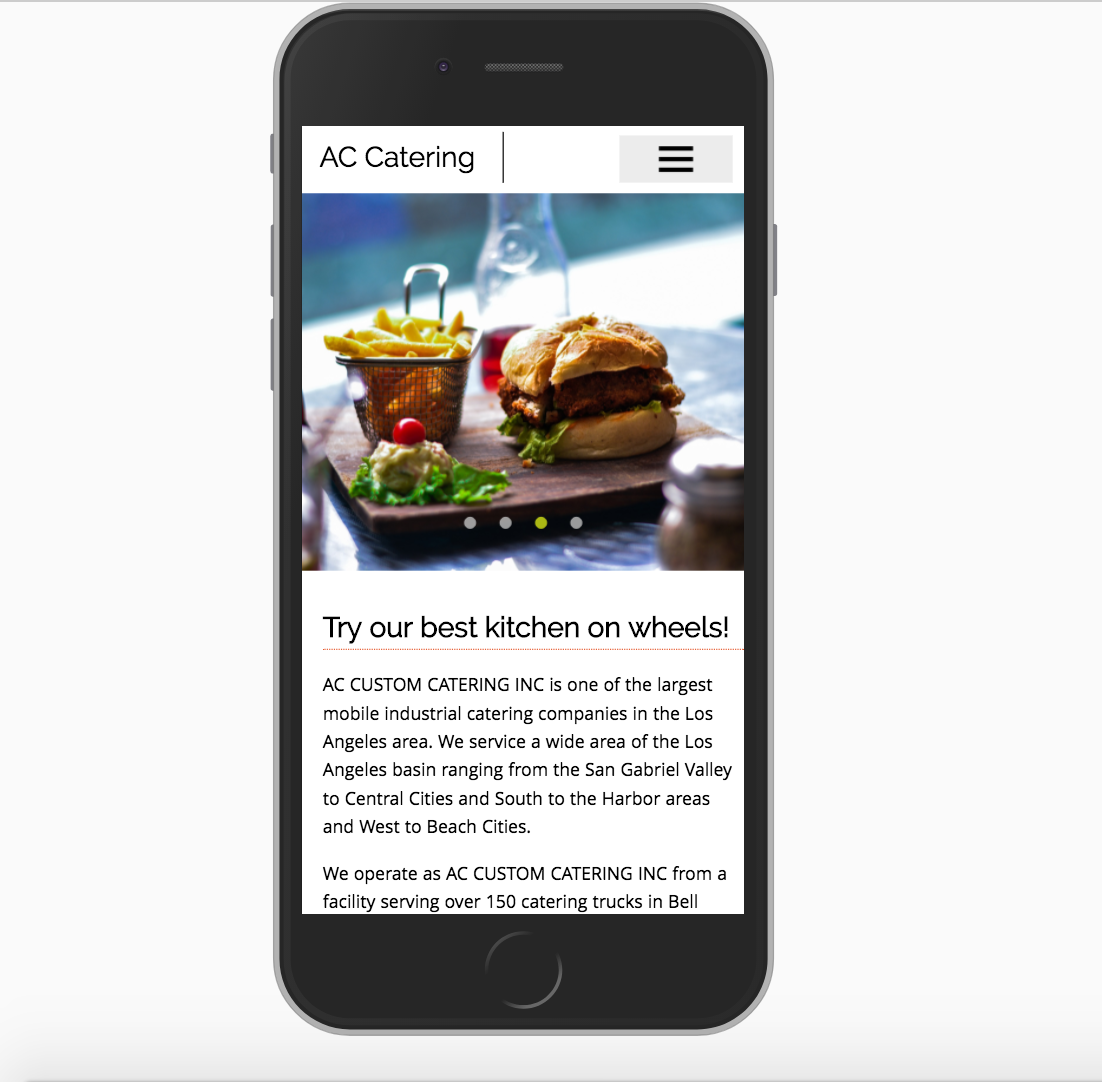 AC Catering
Try our best kitchen on wheels!
AC CUSTOM CATERING INC is one of the largest
mobile industrial catering companies in the Los
Angeles area. We service a wide area of the Los
Angeles basin ranging from the San Gabriel Valley
to Central Cities and South to the Harbor areas
and West to Beach Cities.
We operate as AC CUSTOM CATERING INC from a
facility serving over 150 catering trucks in Bell